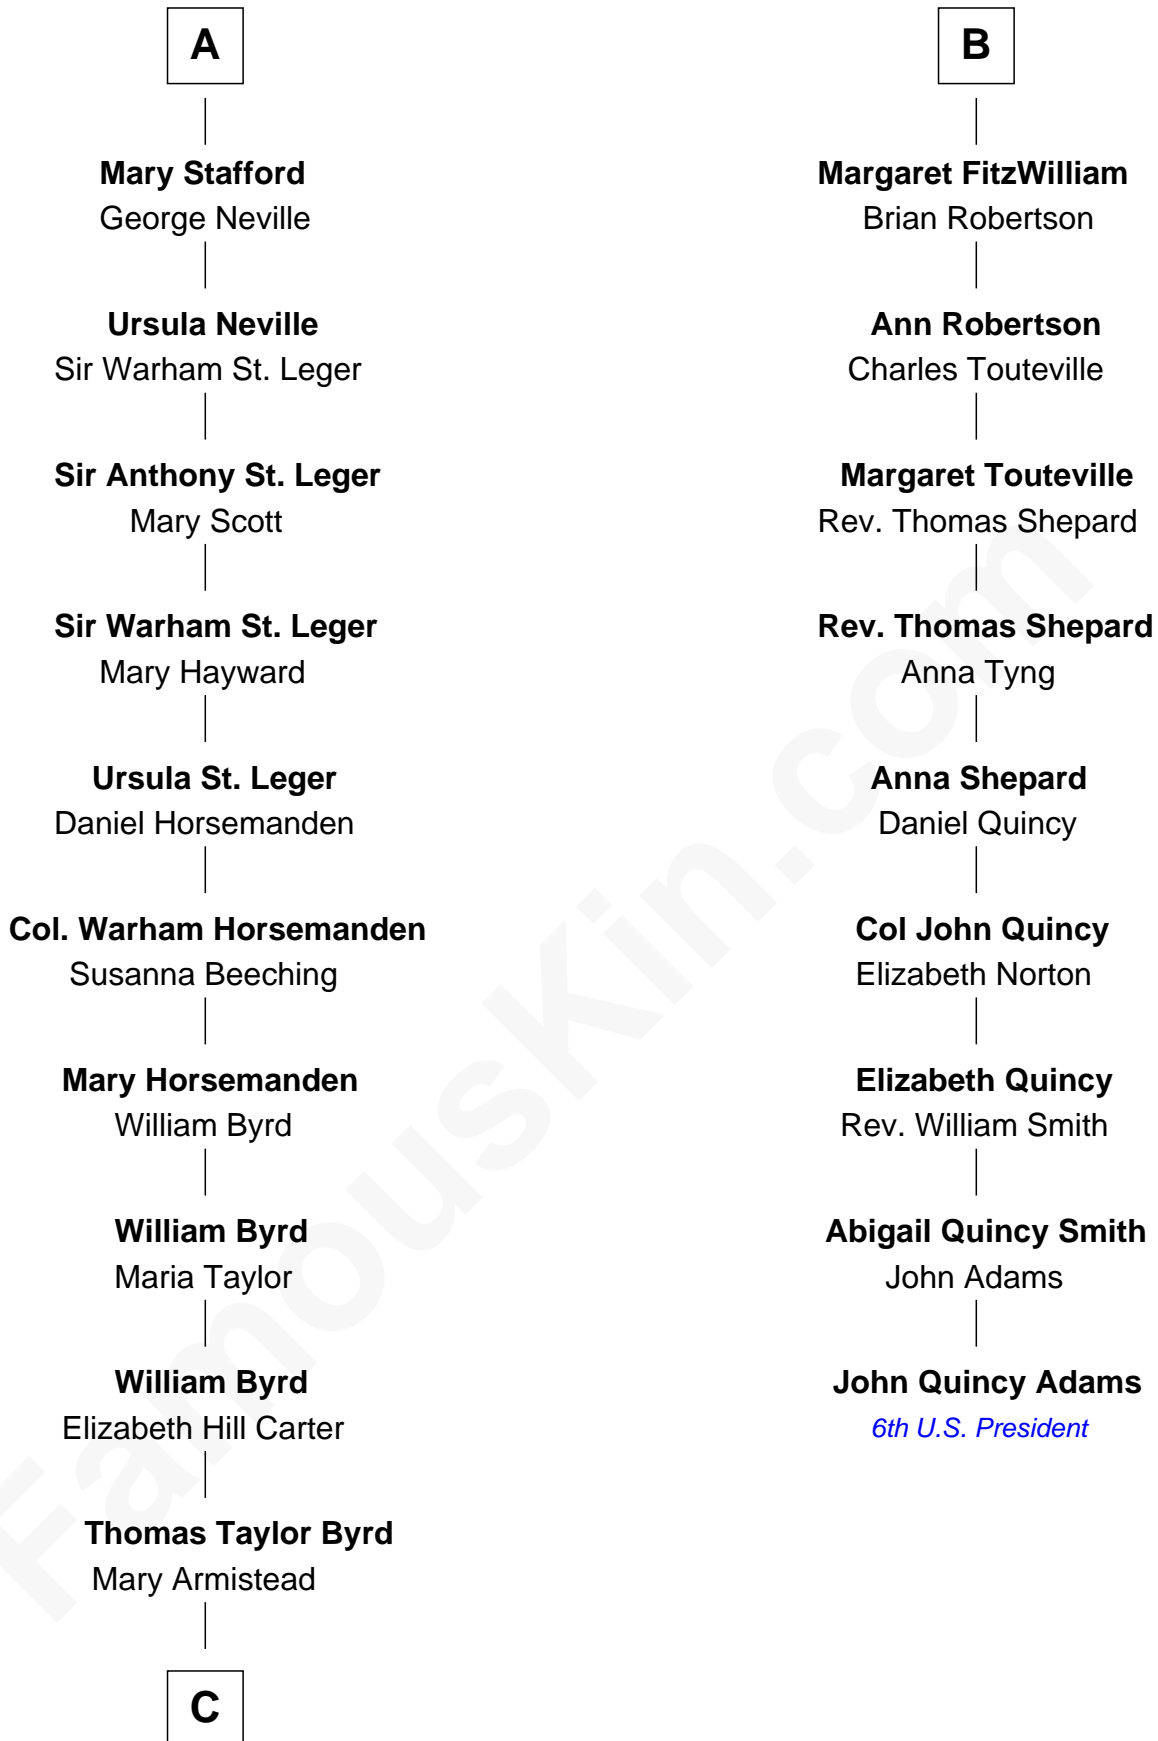 A
Mary Stafford
George Neville
Ursula Neville
Sir Warham St. Leger
Sir Anthony St. Leger
Mary Scott
Sir Warham St. Leger
Mary Hayward
Ursula St. Leger
Daniel Horsemanden
Col. Warham Horsemanden
Susanna Beeching
Mary Horsemanden
William Byrd
William Byrd
Maria Taylor
William Byrd
Elizabeth Hill Carter
Thomas Taylor Byrd
Mary Armistead
C
B
Margaret FitzWilliam
Brian Robertson
Ann Robertson
Charles Touteville
Margaret Touteville
Rev. Thomas Shepard
Rev. Thomas Shepard
Anna Tyng
Anna Shepard
Daniel Quincy
Col John Quincy
Elizabeth Norton
Elizabeth Quincy
Rev. William Smith
Abigail Quincy Smith
John Adams
John Quincy Adams
6th U.S. President
FamousKin.com